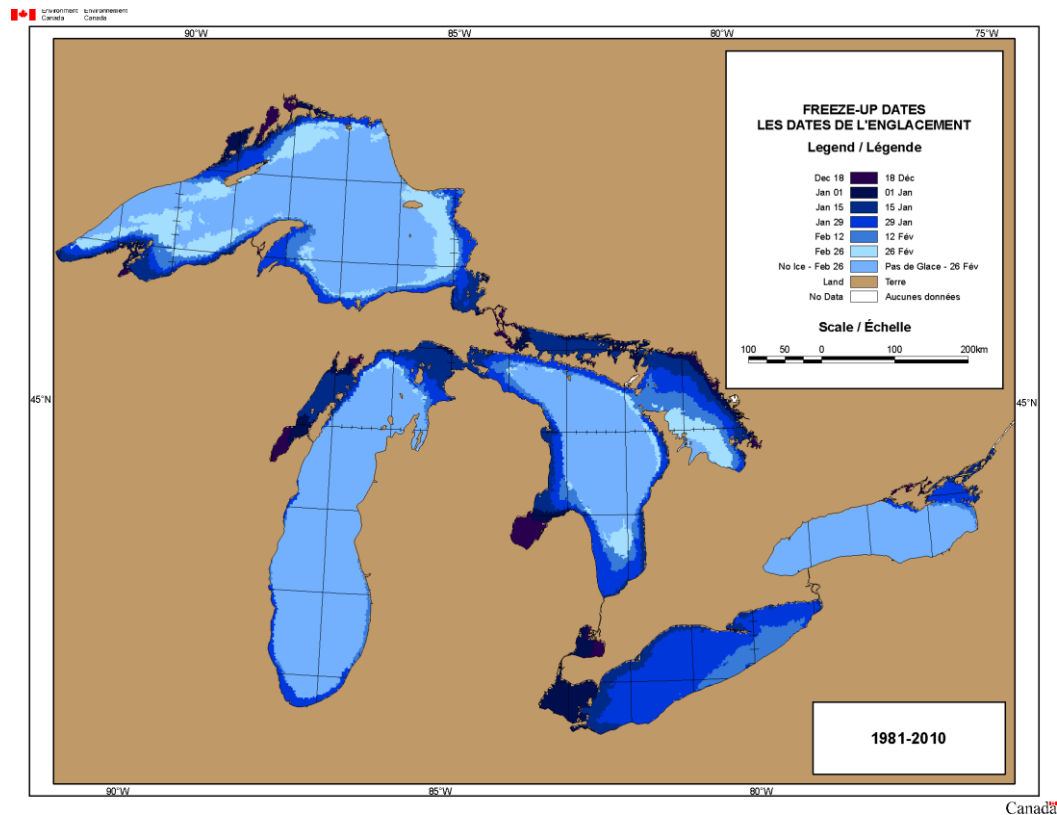 Environment Environnement
Canada Canada
90°W 85°W 80°W 75°W
FREEZE-UP DATES
LES DATES DE L'ENGLACEMENT
Legend / Légende
Dec 18 18 Déc
Jan 01 01 Jan
Jan 15 15 Jan
Jan 29 29 Jan
Feb 12 12 Fév
Feb 26 26 Fév
No Ice - Feb 26 Pas de Glace - 26 Fév
Land Terre
No Data Aucunes données
Scale / Échelle
100 50 0 100 200km
45°N 45°N
1981-2010
90°W 85°W 80°W
Canada